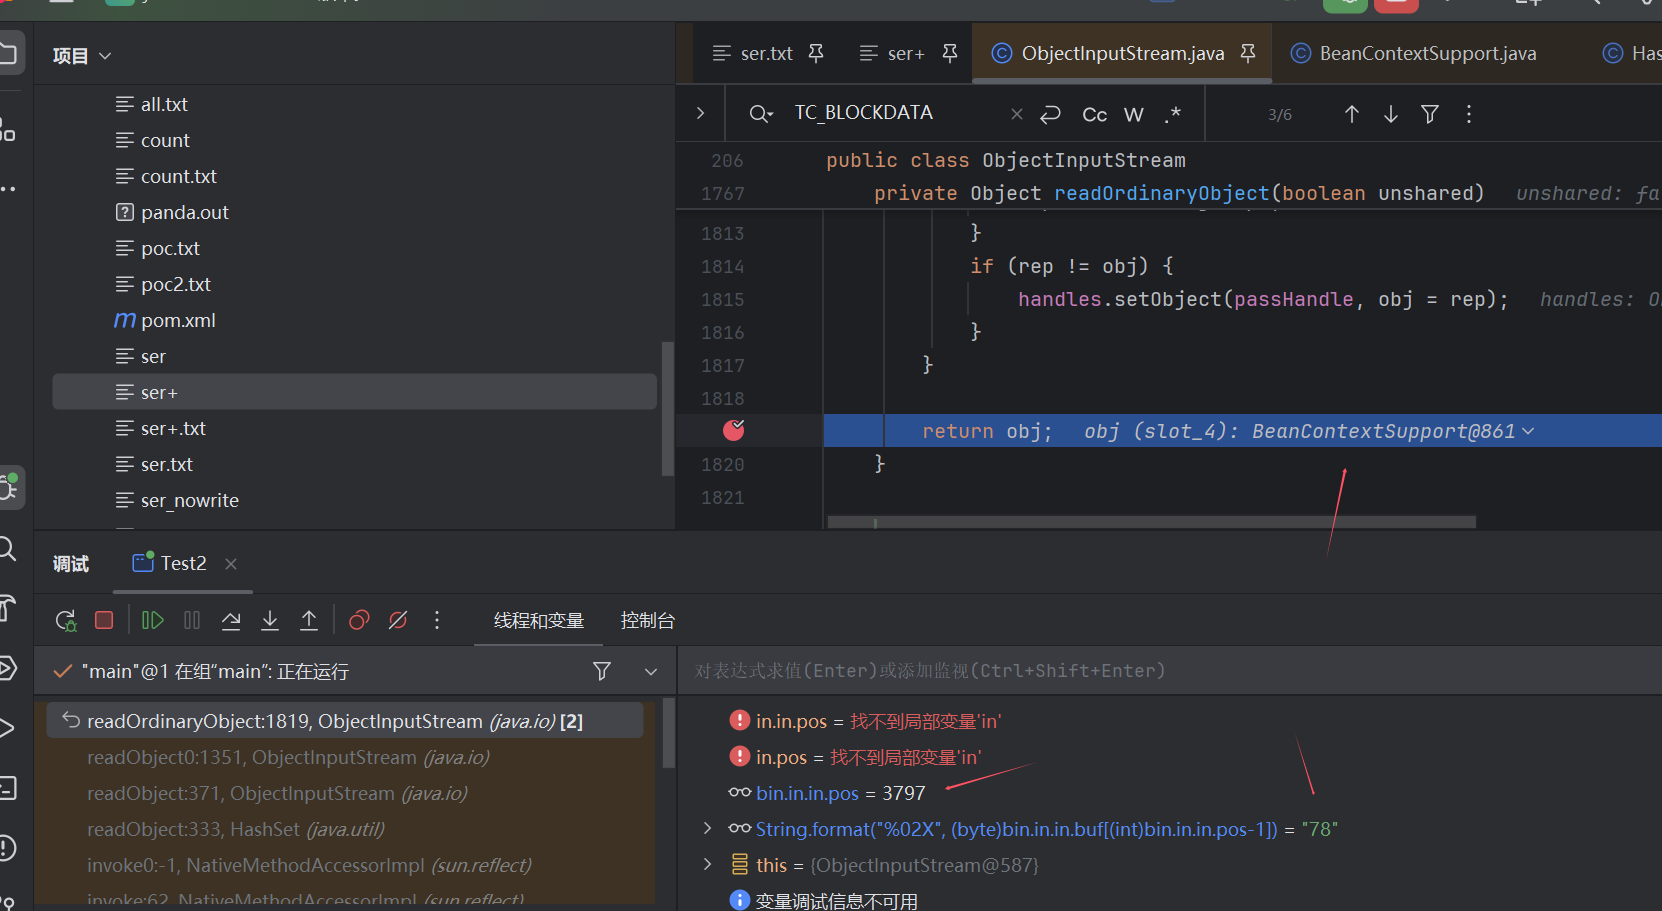 项目
ser.txt
ser+
ObjectInputStream.java
BeanContextSupport.java
Has
all.txt
count
count.txt
panda.out
poc.txt
poc2.txt
m pom.xml
ser
ser+
ser+.txt
ser.txt
ser_nowrite
TC_BLOCKDATA
Cc W .*
3/6
206 public class ObjectInputStream
1767 private Object readOrdinaryObject(boolean unshared) unshared: fa
1813 }
1814 if (rep != obj) {
1815 handles.setObject(passHandle, obj = rep); handles: O
1816 }
1817 }
1818
return obj; obj (slot_4): BeanContextSupport@861
1820 }
1821
调试
Test2
线程和变量
控制台
"main"@1 在组"main": 正在运行
对表达式求值(Enter)或添加监视(Ctrl+Shift+Enter)
readOrdinaryObject:1819, ObjectInputStream (java.io) [2]
readObject0:1351, ObjectInputStream (java.io)
readObject:371, ObjectInputStream (java.io)
readObject:333, HashSet (java.util)
invoke0:-1, NativeMethodAccessorImpl (sun.reflect)
invoke:62, NativeMethodAccessorImpl (sun.reflect)
in.in.pos = 找不到局部变量'in'
in.pos = 找不到局部变量'in'
bin.in.in.pos = 3797
String.format("%02X", (byte)bin.in.in.buf[(int)bin.in.in.pos-1]) = "78"
this = {ObjectInputStream@587}
变量调试信息不可用